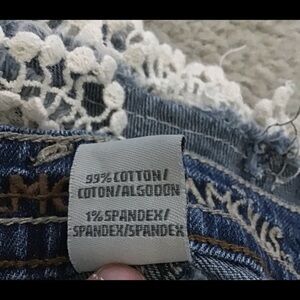 99% COTTON/
COTON/ALGODON
1% SPANDEX/
SPANDEX/SPANDEX